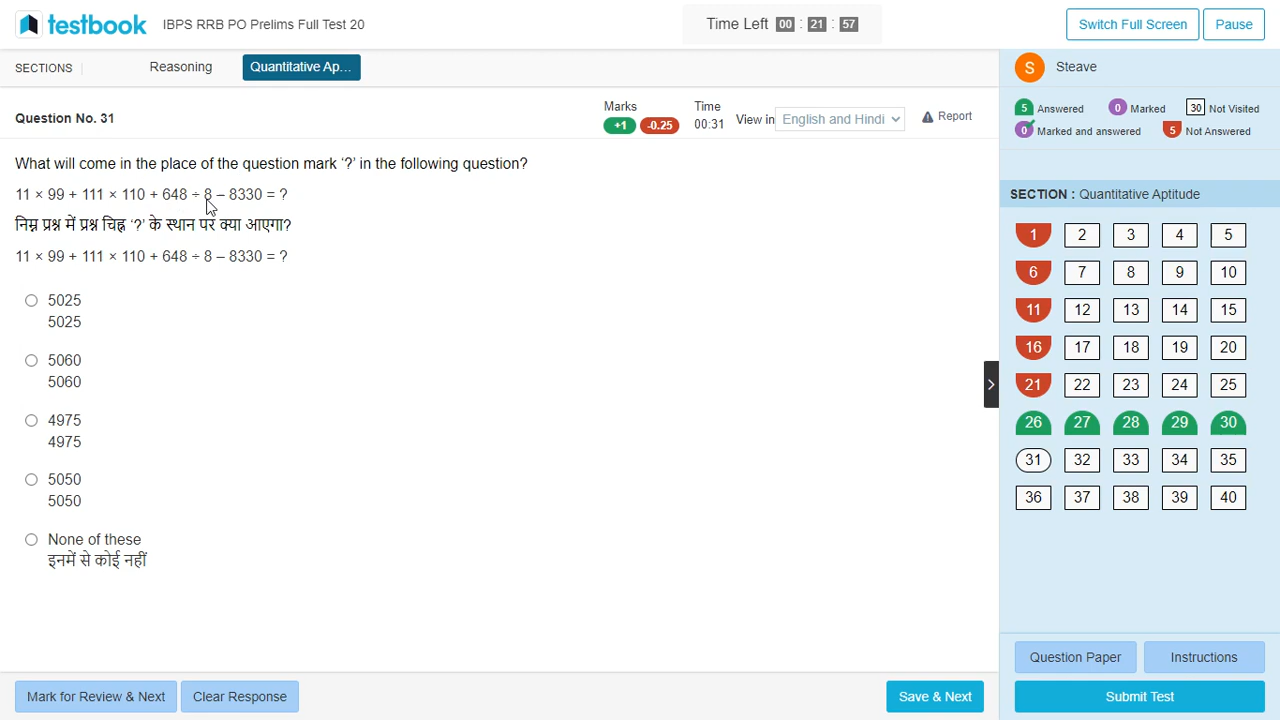 testbook
IBPS RRB PO Prelims Full Test 20
Time Left 00 : 21 : 57
Switch Full Screen
Pause
SECTIONS
Reasoning
Quantitative Ap...
S
Steave
Question No. 31
Marks
+1 -0.25
Time
00:31
View in English and Hindi
Report
5 Answered
0 Marked
30 Not Visited
0 Marked and answered
5 Not Answered
What will come in the place of the question mark ‘?’ in the following question?
11 × 99 + 111 × 110 + 648 ÷ 8 – 8330 = ?
निम्न प्रश्न में प्रश्न चिह्न ‘?’ के स्थान पर क्या आएगा?
11 × 99 + 111 × 110 + 648 ÷ 8 – 8330 = ?
5025
5025
5060
5060
4975
4975
5050
5050
None of these
इनमें से कोई नहीं
SECTION : Quantitative Aptitude
1 2 3 4 5
6 7 8 9 10
11 12 13 14 15
16 17 18 19 20
21 22 23 24 25
26 27 28 29 30
31 32 33 34 35
36 37 38 39 40
Question Paper
Instructions
Mark for Review & Next
Clear Response
Save & Next
Submit Test